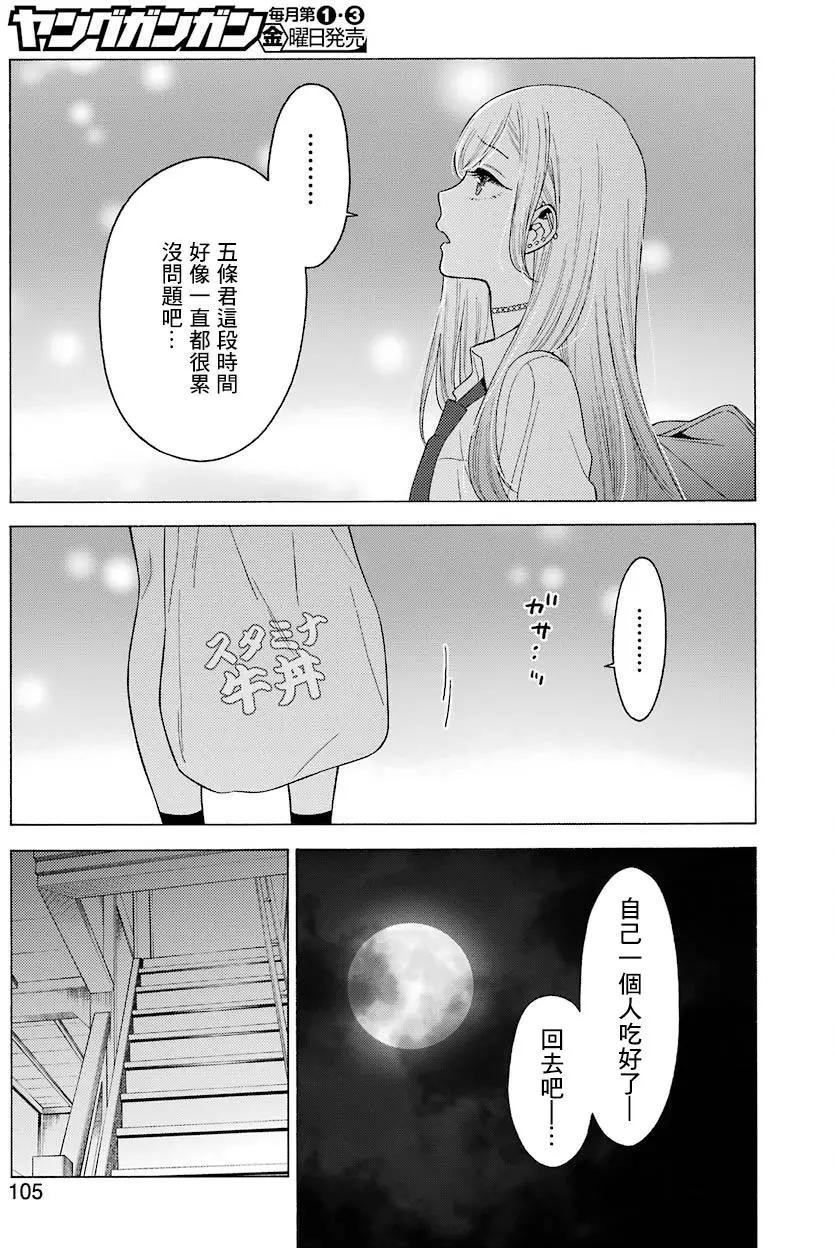 ヤングガンガン
毎月第❶・❸
金曜日発売
………
五條君這段時間
好像一直都很累
沒問題吧…
………
ガサ…ッ
スタミナ
牛丼
自己一個人吃好了—
回去吧—…
105